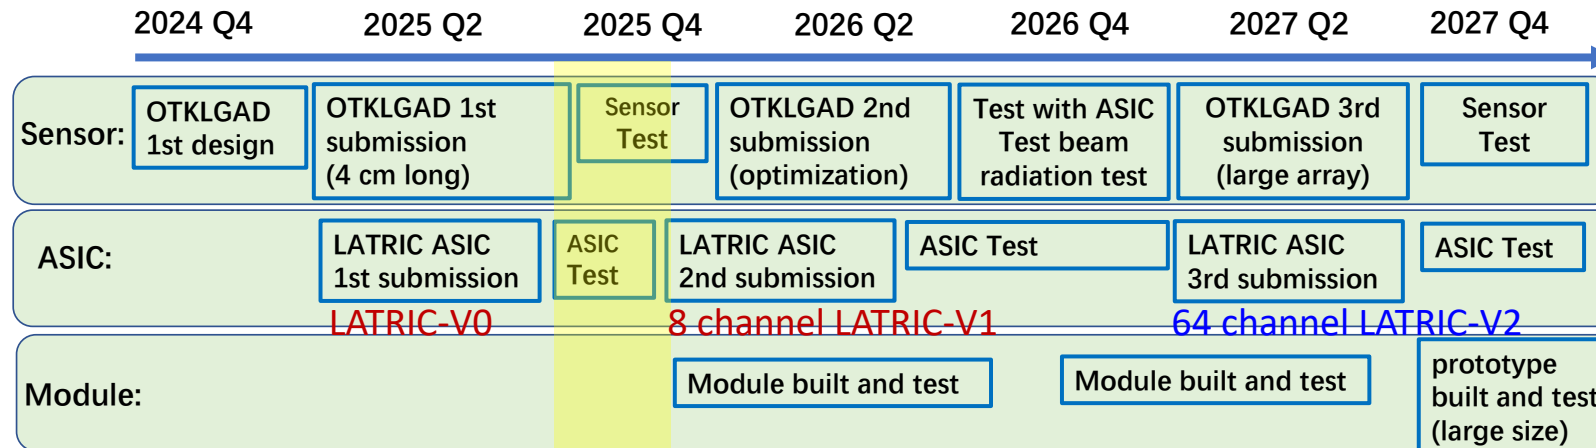 2024 Q4 2025 Q2 2025 Q4 2026 Q2 2026 Q4 2027 Q2 2027 Q4
Sensor:
OTKLGAD
1st design
OTKLGAD 1st
submission
(4 cm long)
Sensor
Test
OTKLGAD 2nd
submission
(optimization)
Test with ASIC
Test beam
radiation test
OTKLGAD 3rd
submission
(large array)
Sensor
Test
ASIC:
LATRIC ASIC
1st submission
ASIC
Test
LATRIC ASIC
2nd submission
ASIC Test
LATRIC ASIC
3rd submission
ASIC Test
LATRIC-V0
8 channel LATRIC-V1
64 channel LATRIC-V2
Module:
Module built and test
Module built and test
prototype
built and test
(large size)